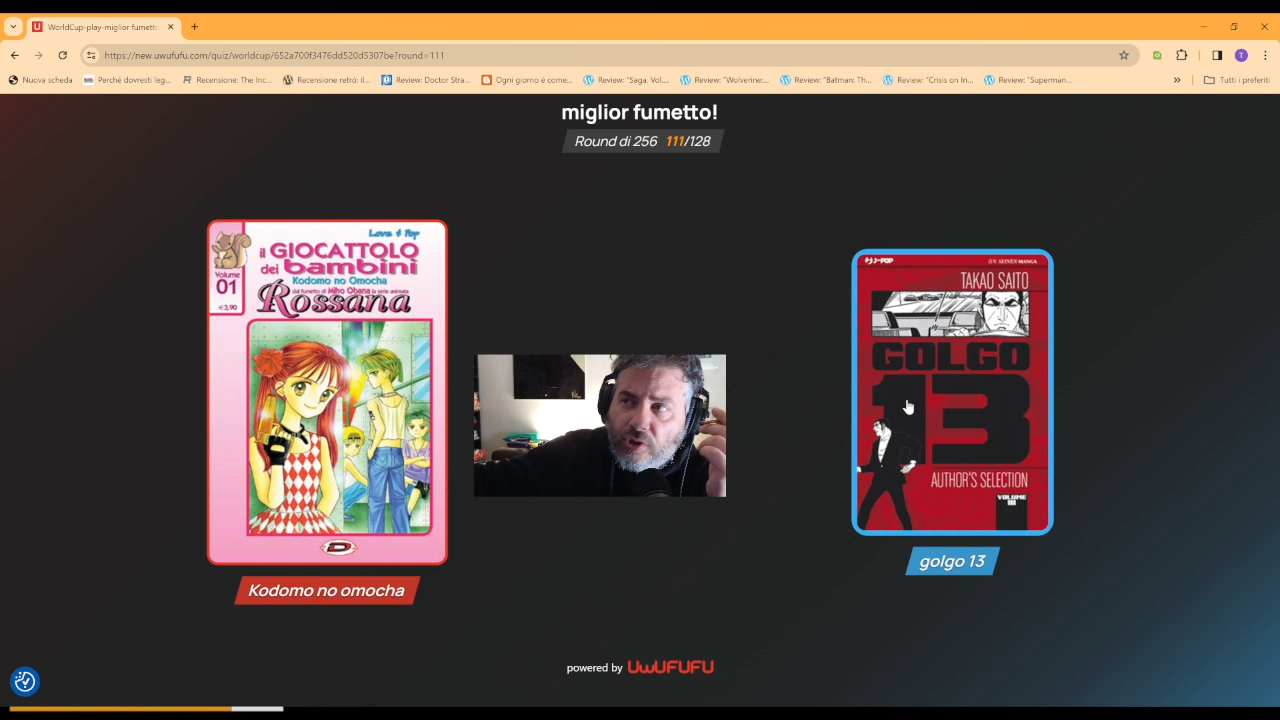 WorldCup-play-miglior fumetto
https://new.uwufufu.com/quiz/worldcup/652a700f3476dd520d5307be?round=111
T
Nuova scheda
Perché dovresti leg...
Recensione: The Inc...
Recensione retrò: il...
Review: Doctor Stra...
Ogni giorno è come...
Review: "Saga, Vol....
Review: "Wolverine:...
Review: "Batman: Th...
Review: "Crisis on In...
Review: "Superman...
Tutti i preferiti
miglior fumetto!
Round di 256 111/128
Love & Pop
il GIOCATTOLO
dei bambini
Kodomo no Omocha
dal fumetto di Miho Obana la serie animata
Rossana
Volume
01
€3,90
D
Kodomo no omocha
J-POP
TAKAO SAITO
GOLGO
13
AUTHOR'S SELECTION
VOLUME
III
golgo 13
powered by UwUFUFU